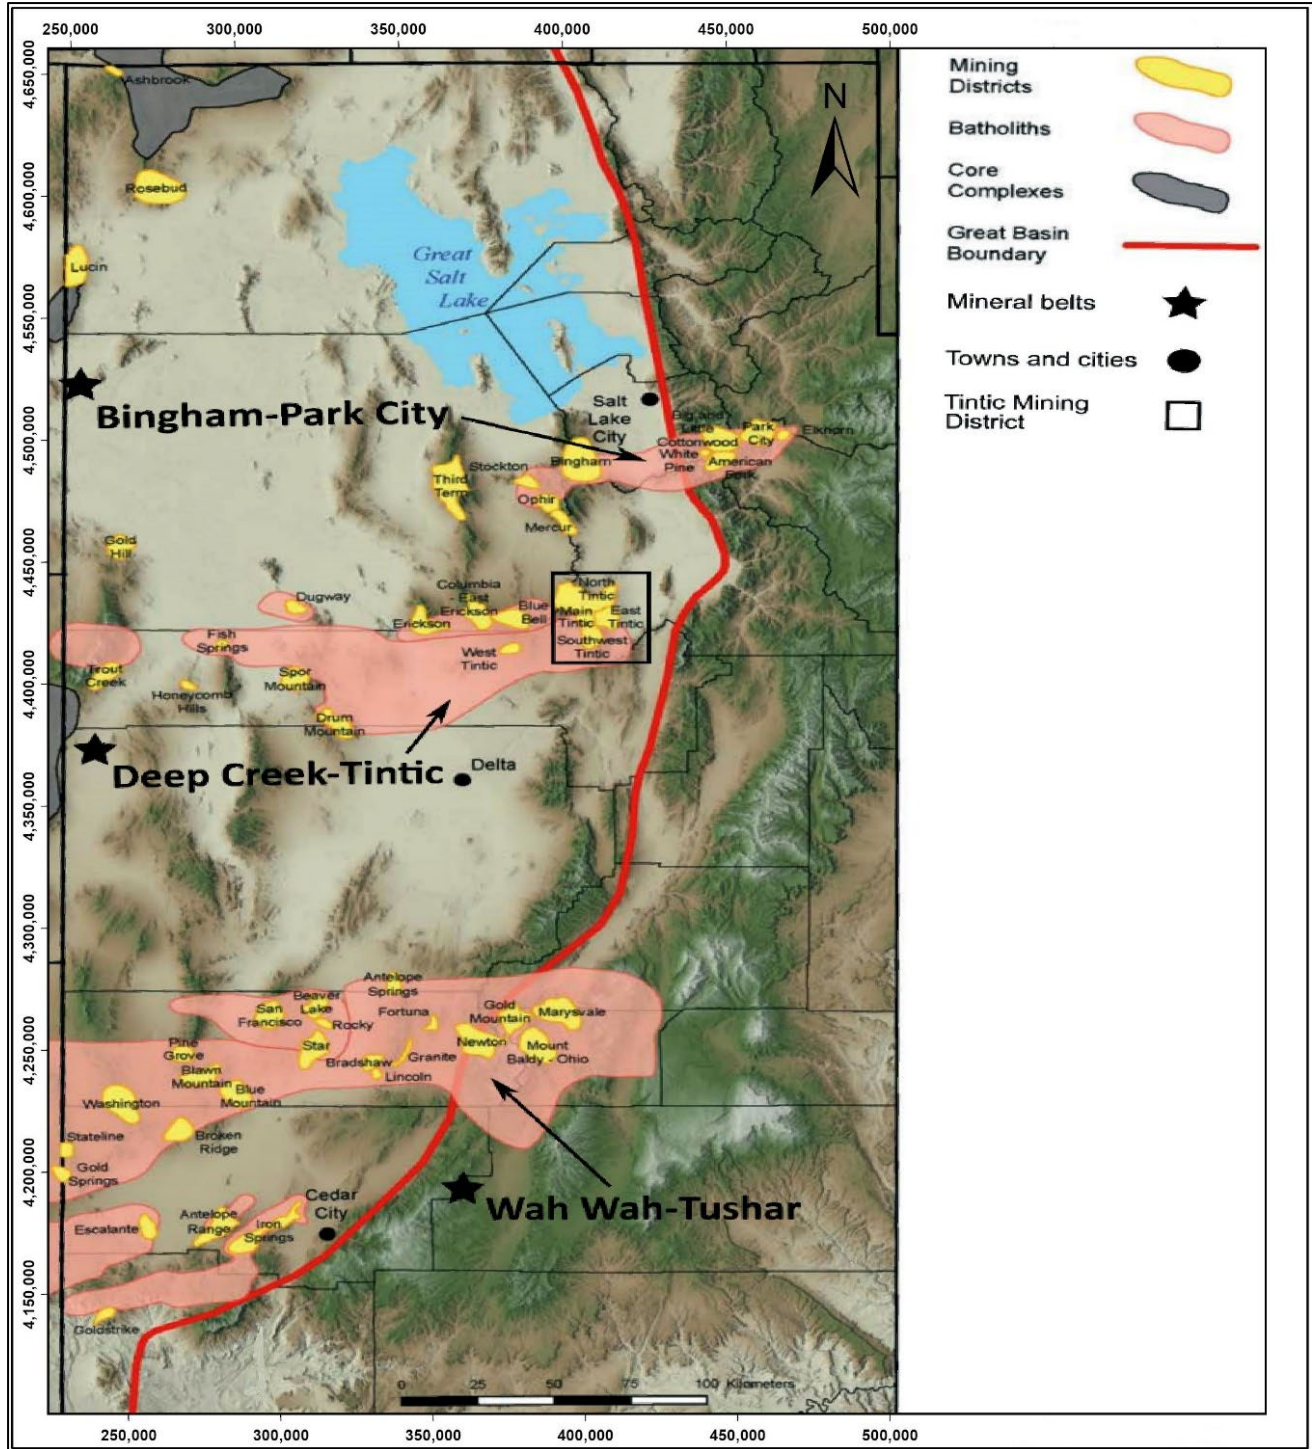 250,000 300,000 350,000 400,000 450,000 500,000
4,650,000
4,600,000
4,550,000
4,500,000
4,450,000
4,400,000
4,350,000
4,300,000
4,250,000
4,200,000
4,150,000
Ashbrook
Rosebud
Lucin
Great
Salt
Lake
N
Bingham-Park City
Salt
Lake
City
Big and
Little
Cottonwood
White
Pine
Park
City
Elkhorn
American
Fork
Bingham
Stockton
Third
Term
Ophir
Mercur
Gold
Hill
Dugway
Columbia
- East
Erickson
Erickson
Blue
Bell
North
Tintic
Main
Tintic
East
Tintic
Southwest
Tintic
West
Tintic
Fish
Springs
Trout
Creek
Honeycomb
Hills
Spor
Mountain
Drum
Mountain
Deep Creek-Tintic
Delta
Antelope
Springs
Beaver
Lake
San
Francisco
Rocky
Fortuna
Gold
Mountain
Marysvale
Pine
Grove
Star
Newton
Mount
Baldy - Ohio
Bradshaw
Granite
Lincoln
Blawn
Mountain
Blue
Mountain
Washington
Stateline
Broken
Ridge
Gold
Springs
Wah Wah-Tushar
Cedar
City
Escalante
Antelope
Range
Iron
Springs
Goldstrike
0 25 50 75 100 Kilometers
250,000 300,000 350,000 400,000 450,000 500,000
Mining
Districts
Batholiths
Core
Complexes
Great Basin
Boundary
Mineral belts
Towns and cities
Tintic Mining
District